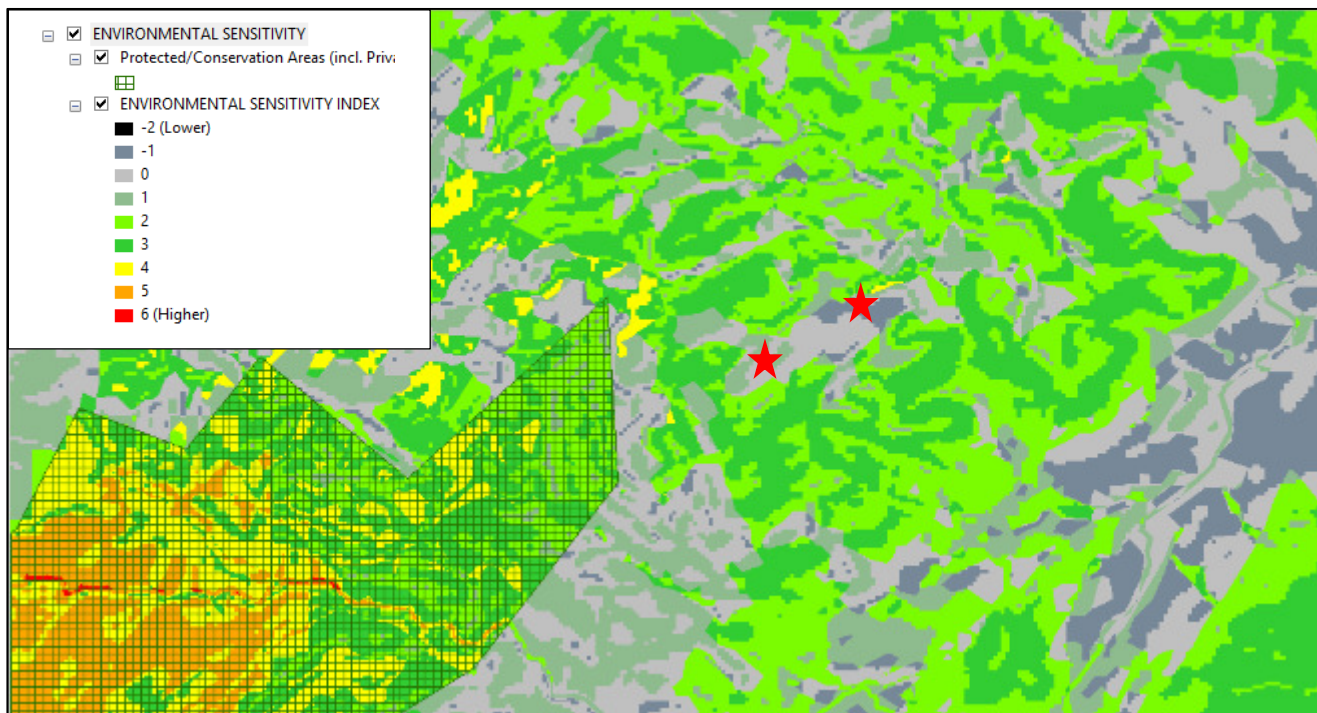 ENVIRONMENTAL SENSITIVITY
Protected/Conservation Areas (incl. Priva
ENVIRONMENTAL SENSITIVITY INDEX
-2 (Lower)
-1
0
1
2
3
4
5
6 (Higher)